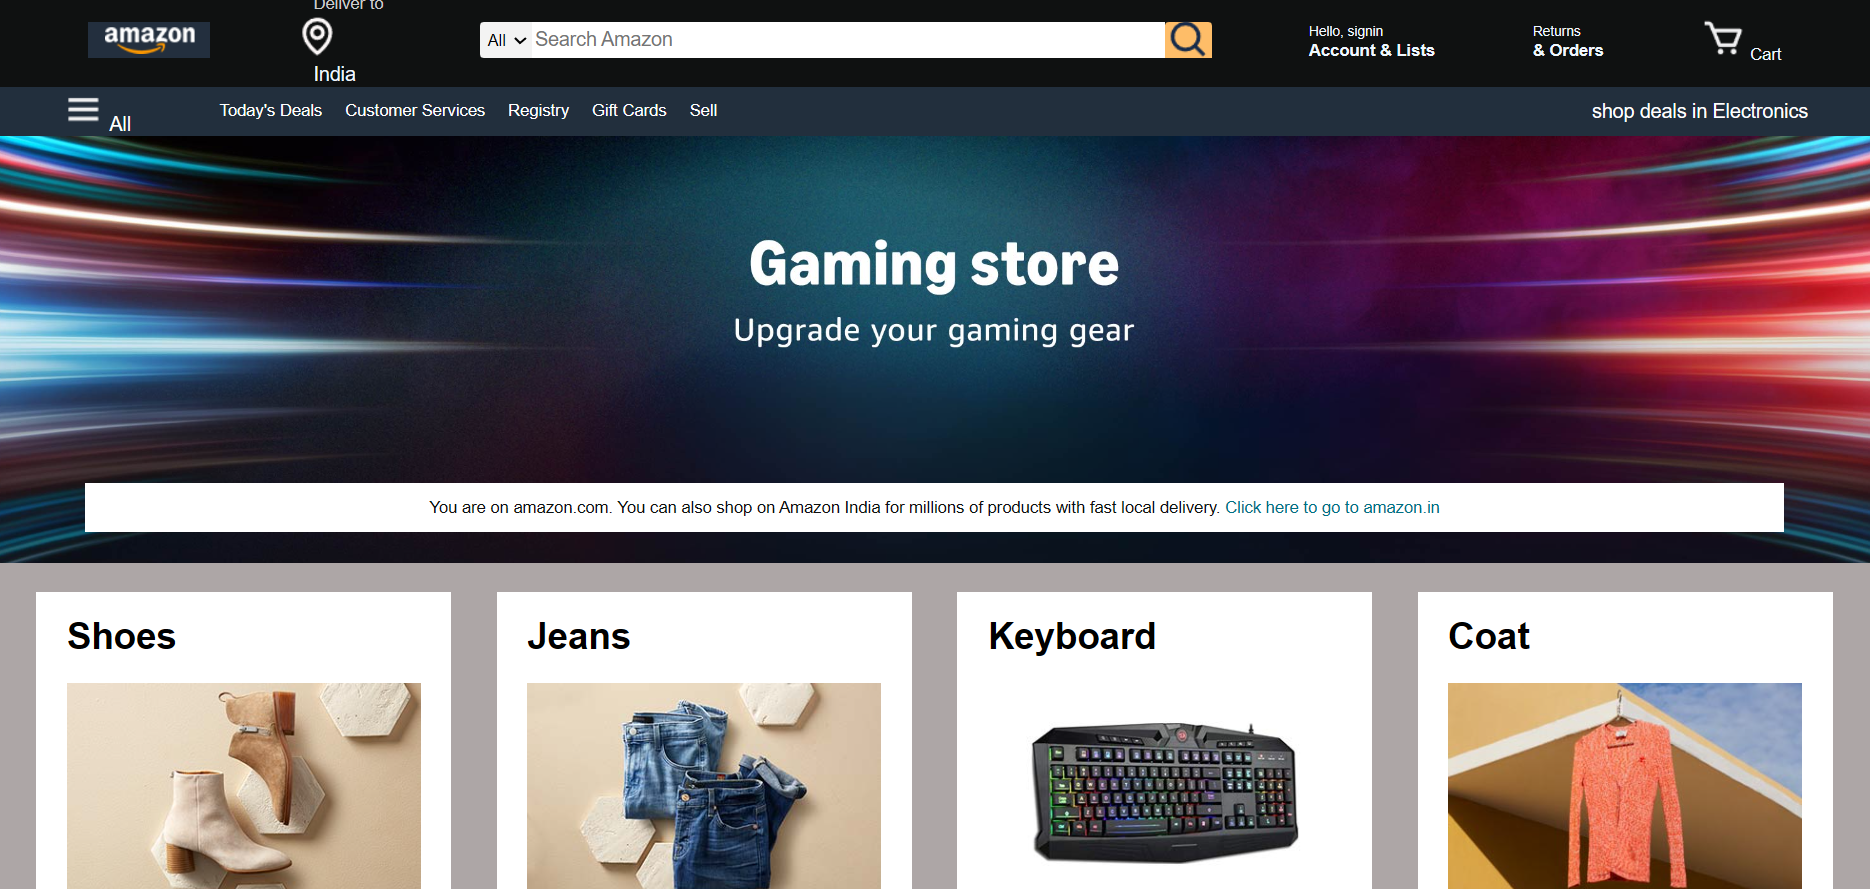 Deliver to
amazon
India
All
Search Amazon
Hello, signin
Account & Lists
Returns
& Orders
Cart
All
Today's Deals
Customer Services
Registry
Gift Cards
Sell
shop deals in Electronics
Gaming store
Upgrade your gaming gear
You are on amazon.com. You can also shop on Amazon India for millions of products with fast local delivery. Click here to go to amazon.in
Shoes
Jeans
Keyboard
Coat